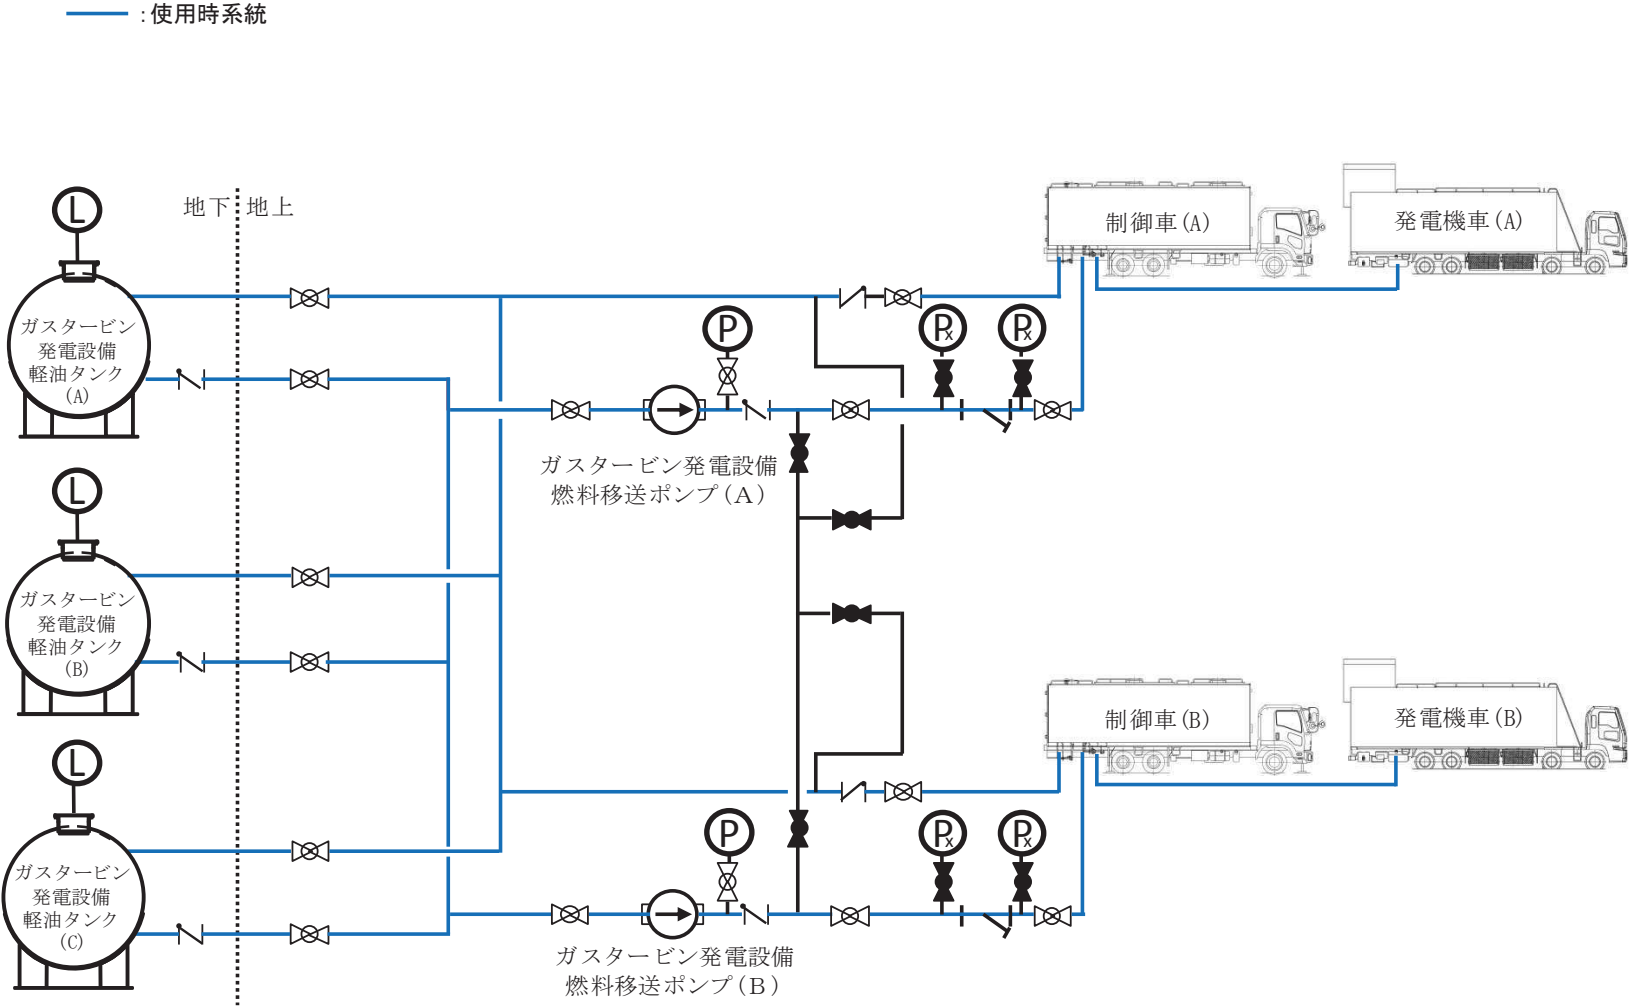 :使用時系統
地下 地上
L
ガスタービン
発電設備
軽油タンク
(A)
制御車(A)
発電機車(A)
P
Px
Px
ガスタービン発電設備
燃料移送ポンプ(A)
L
ガスタービン
発電設備
軽油タンク
(B)
制御車(B)
発電機車(B)
L
ガスタービン
発電設備
軽油タンク
(C)
P
Px
Px
ガスタービン発電設備
燃料移送ポンプ(B)